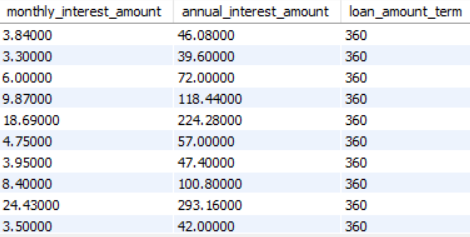 monthly_interest_amount annual_interest_amount loan_amount_term
3.84000 46.08000 360
3.30000 39.60000 360
6.00000 72.00000 360
9.87000 118.44000 360
18.69000 224.28000 360
4.75000 57.00000 360
3.95000 47.40000 360
8.40000 100.80000 360
24.43000 293.16000 360
3.50000 42.00000 360